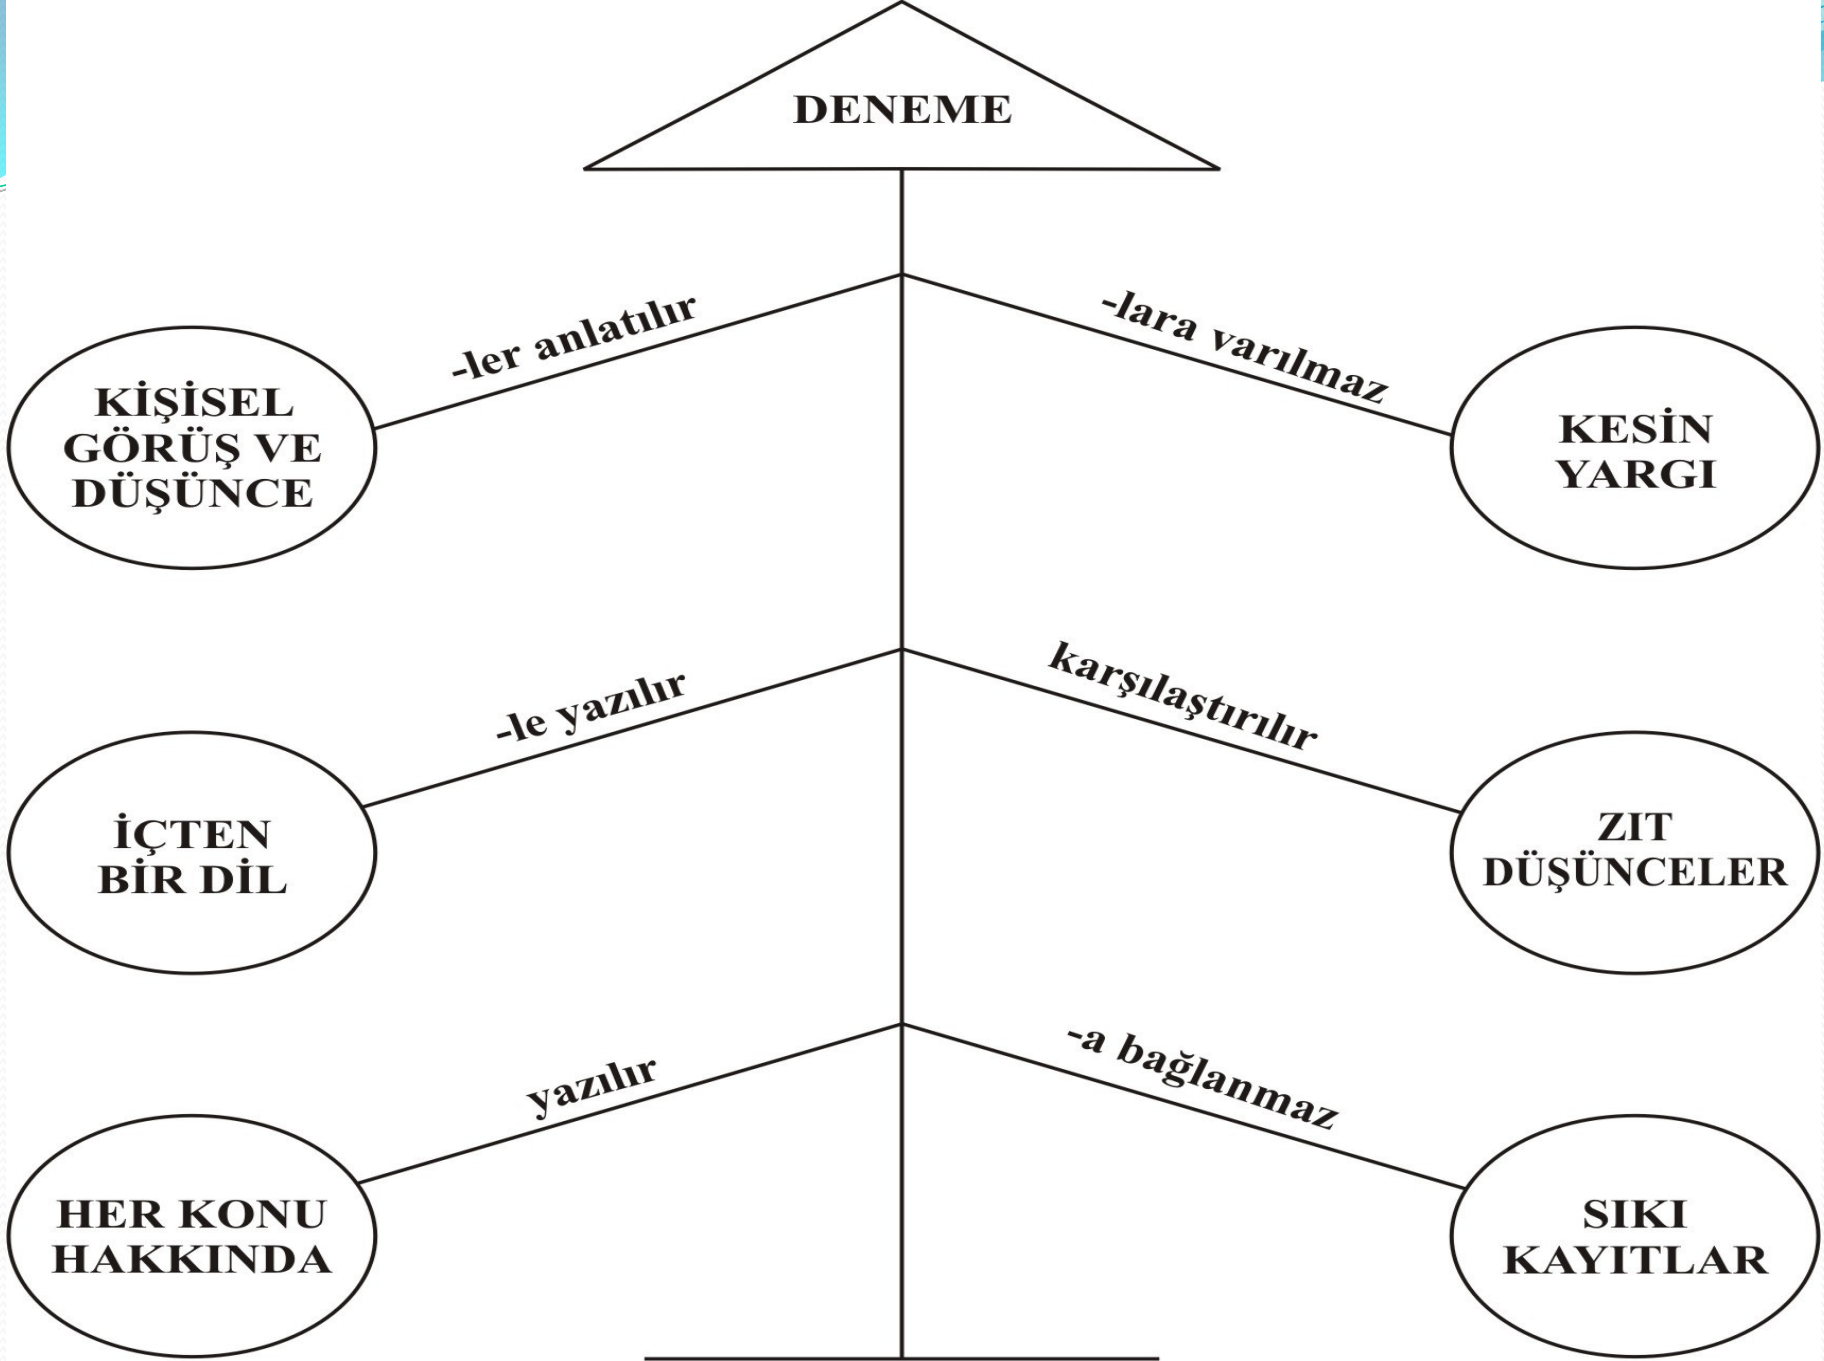 DENEME
-ler anlatılır
-lara varılmaz
KİŞİSEL
GÖRÜŞ VE
DÜŞÜNCE
KESİN
YARGI
-le yazılır
karşılaştırılır
İÇTEN
BİR DİL
ZIT
DÜŞÜNCELER
yazılır
-a bağlanmaz
HER KONU
HAKKINDA
SIKI
KAYITLAR